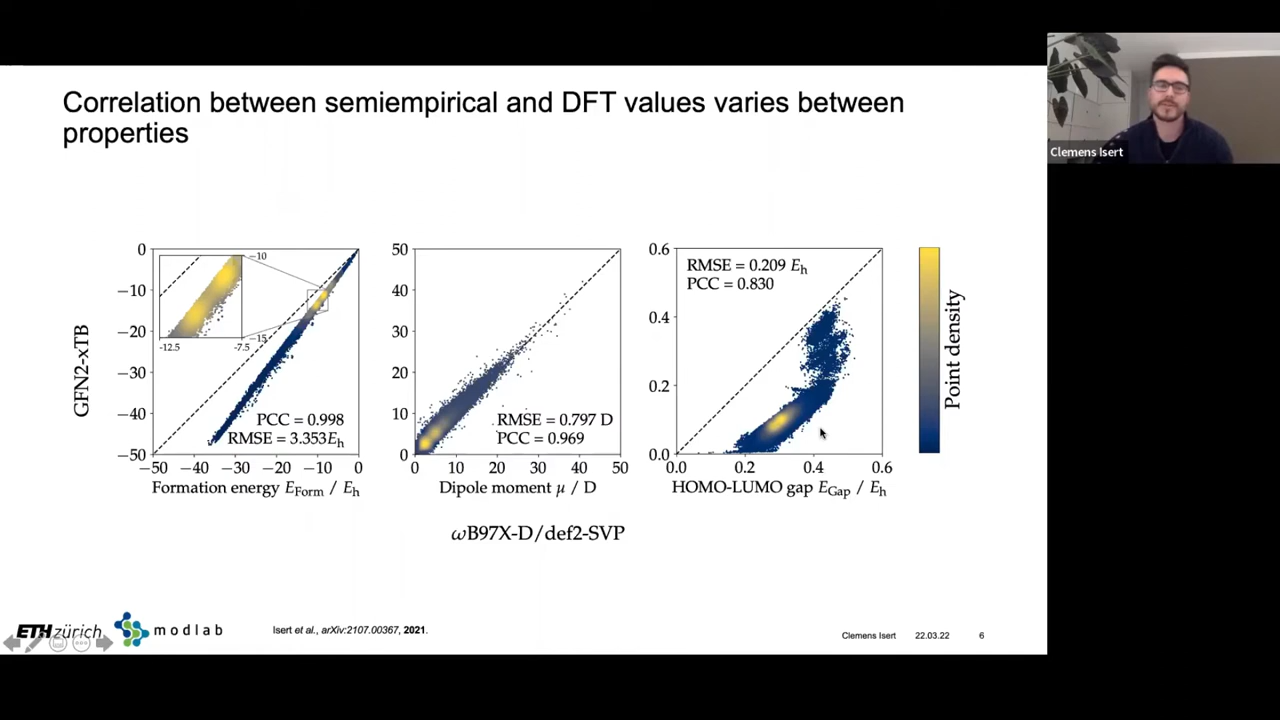 Correlation between semiempirical and DFT values varies between
properties
Clemens Isert
GFN2-xTB
0
−10
−20
−30
−40
−50
−50 −40 −30 −20 −10 0
−10
−15
−12.5 −7.5
PCC = 0.998
RMSE = 3.353Eh
Formation energy EForm / Eh
50
40
30
20
10
0
0 10 20 30 40 50
RMSE = 0.797 D
PCC = 0.969
Dipole moment μ / D
0.6
0.4
0.2
0.0
0.0 0.2 0.4 0.6
RMSE = 0.209 Eh
PCC = 0.830
HOMO-LUMO gap EGap / Eh
Point density
ωB97X-D/def2-SVP
ETH zürich
modlab
Isert et al., arXiv:2107.00367, 2021.
Clemens Isert 22.03.22 6